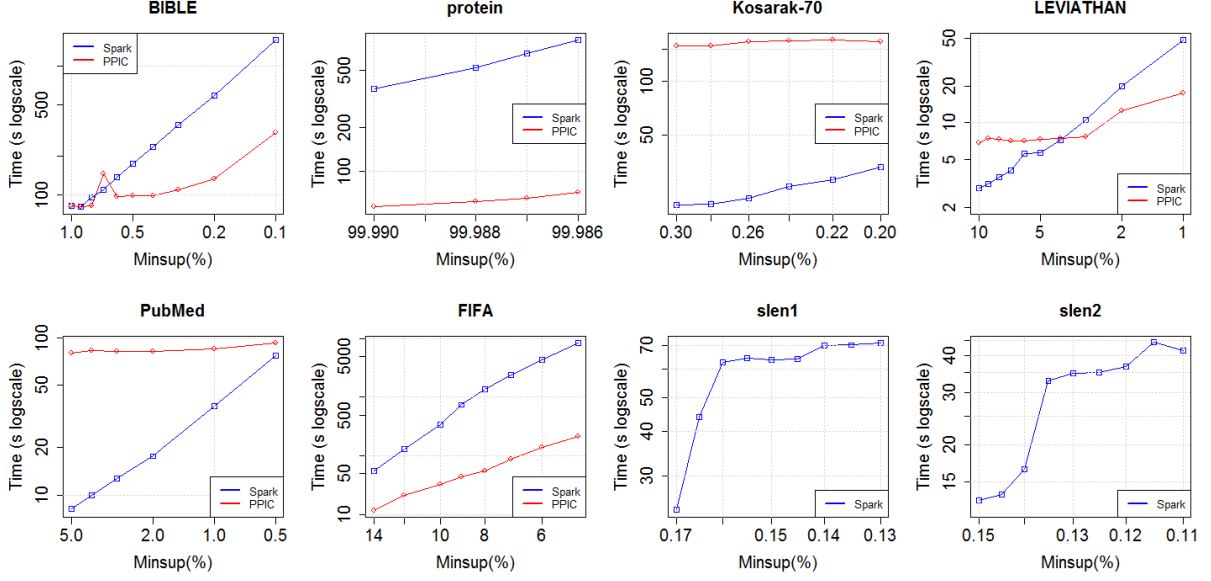 BIBLE
Time (s logscale)
500
100
Spark
PPIC
1.0 0.5 0.2 0.1
Minsup(%)
protein
Time (s logscale)
500
200
100
Spark
PPIC
99.990 99.988 99.986
Minsup(%)
Kosarak-70
Time (s logscale)
100
50
Spark
PPIC
0.30 0.26 0.22 0.20
Minsup(%)
LEVIATHAN
Time (s logscale)
50
20
10
5
2
Spark
PPIC
10 5 2 1
Minsup(%)
PubMed
Time (s logscale)
100
50
20
10
Spark
PPIC
5.0 2.0 1.0 0.5
Minsup(%)
FIFA
Time (s logscale)
5000
500
50
10
Spark
PPIC
14 10 8 6
Minsup(%)
slen1
Time (s logscale)
70
50
40
30
Spark
0.17 0.15 0.14 0.13
Minsup(%)
slen2
Time (s logscale)
40
30
20
15
Spark
0.15 0.13 0.12 0.11
Minsup(%)